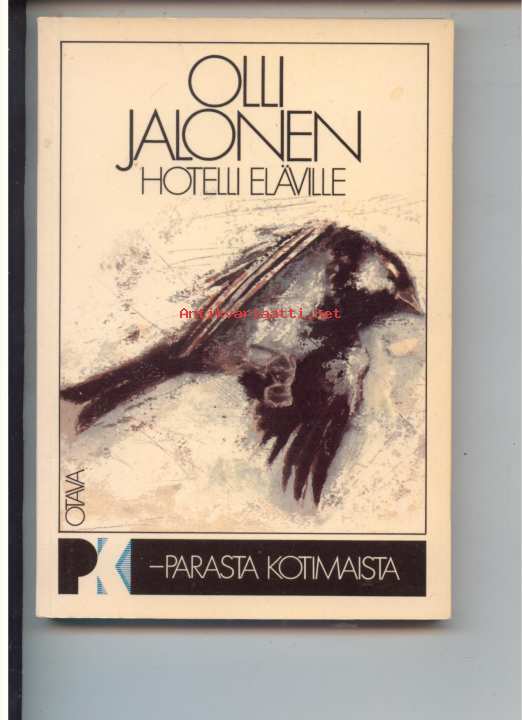 OLLI
JALONEN
HOTELLI ELÄVILLE
Antikvariaatti.net
OTAVA
PK –PARASTA KOTIMAISTA